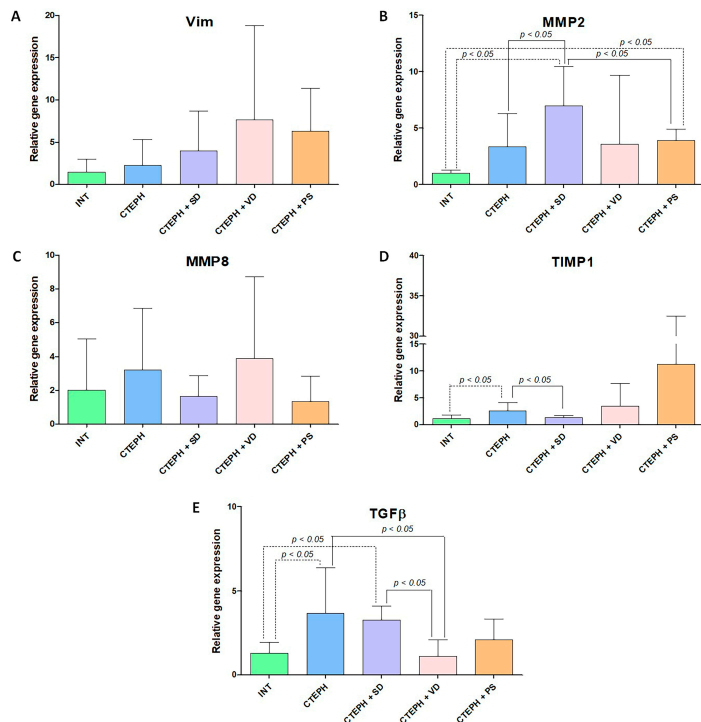 A
Vim
Relative gene expression
20
15
10
5
0
INT
CTEPH
CTEPH + SD
CTEPH + VD
CTEPH + PS
B
MMP2
Relative gene expression
15
10
5
0
p < 0.05
p < 0.05
p < 0.05
p < 0.05
INT
CTEPH
CTEPH + SD
CTEPH + VD
CTEPH + PS
C
MMP8
Relative gene expression
10
8
6
4
2
0
INT
CTEPH
CTEPH + SD
CTEPH + VD
CTEPH + PS
D
TIMP1
Relative gene expression
40
35
30
15
10
5
0
p < 0.05
p < 0.05
INT
CTEPH
CTEPH + SD
CTEPH + VD
CTEPH + PS
E
TGFβ
Relative gene expression
10
5
0
p < 0.05
p < 0.05
p < 0.05
p < 0.05
INT
CTEPH
CTEPH + SD
CTEPH + VD
CTEPH + PS